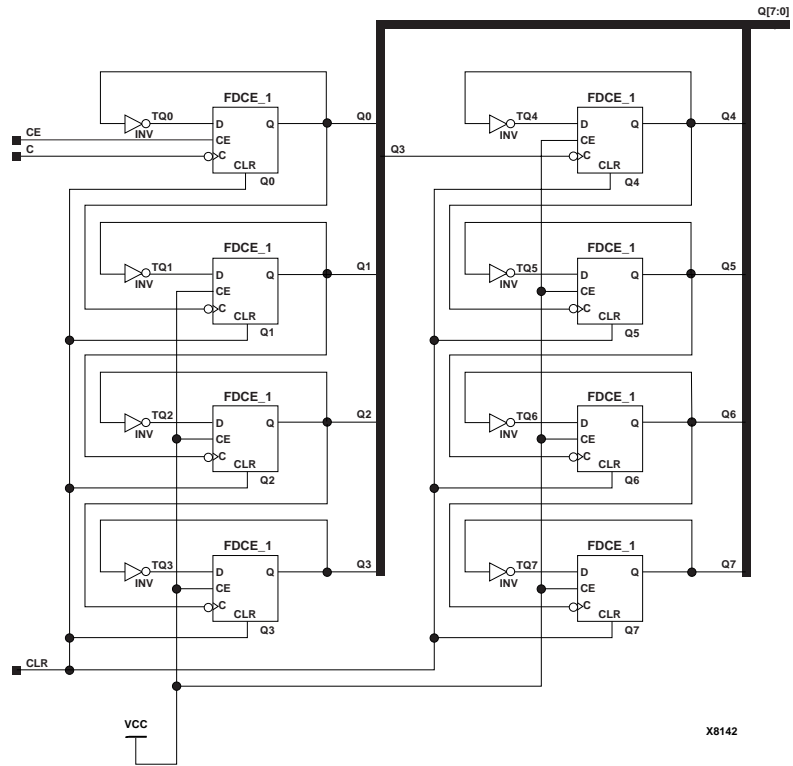 Q[7:0]
FDCE_1
TQ0
INV
D
CE
C
Q
CLR
Q0
Q0
CE
C
FDCE_1
TQ4
INV
D
CE
C
Q
CLR
Q4
Q4
Q3
FDCE_1
TQ1
INV
D
CE
C
Q
CLR
Q1
Q1
FDCE_1
TQ5
INV
D
CE
C
Q
CLR
Q5
Q5
FDCE_1
TQ2
INV
D
CE
C
Q
CLR
Q2
Q2
FDCE_1
TQ6
INV
D
CE
C
Q
CLR
Q6
Q6
FDCE_1
TQ3
INV
D
CE
C
Q
CLR
Q3
Q3
FDCE_1
TQ7
INV
D
CE
C
Q
CLR
Q7
Q7
CLR
VCC
X8142